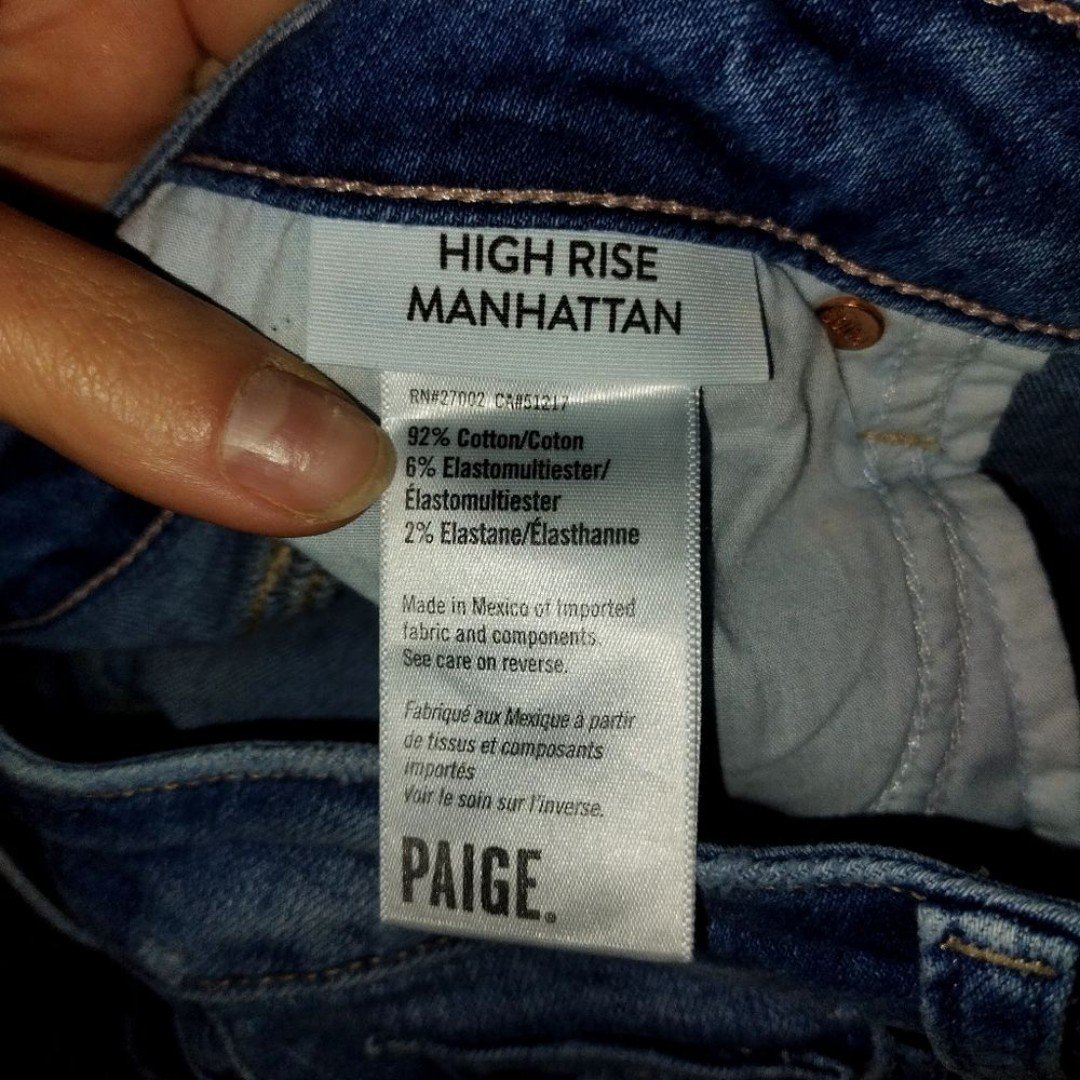 HIGH RISE
MANHATTAN
RN#27002 CA#51217
92% Cotton/Coton
6% Elastomultiester/
Élastomultiester
2% Elastane/Élasthanne
Made in Mexico of Imported
fabric and components.
See care on reverse.
Fabriqué aux Mexique à partir
de tissus et composants
importés
Voir le soin sur l'inverse.
PAIGE®